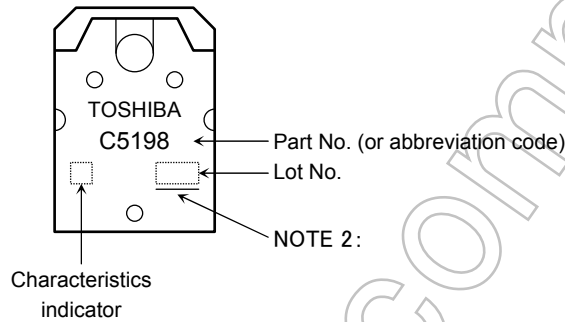 TOSHIBA
C5198
Part No. (or abbreviation code)
Lot No.
NOTE 2:
Characteristics
indicator